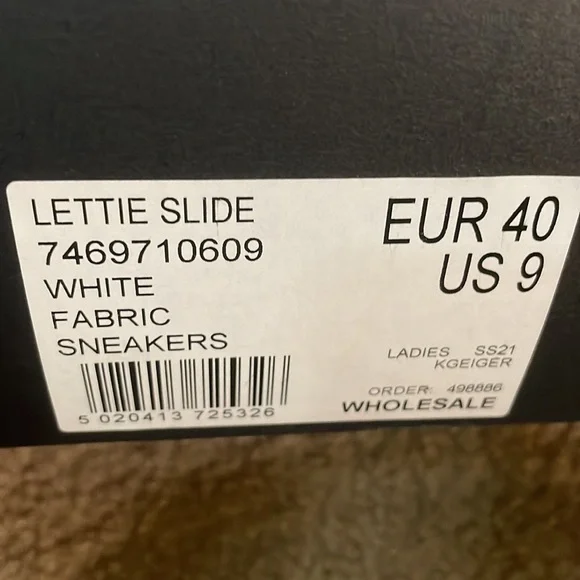 LETTIE SLIDE
7469710609
WHITE
FABRIC
SNEAKERS
5 020413 725326
EUR 40
US 9
LADIES SS21
KGEIGER
ORDER: 498886
WHOLESALE